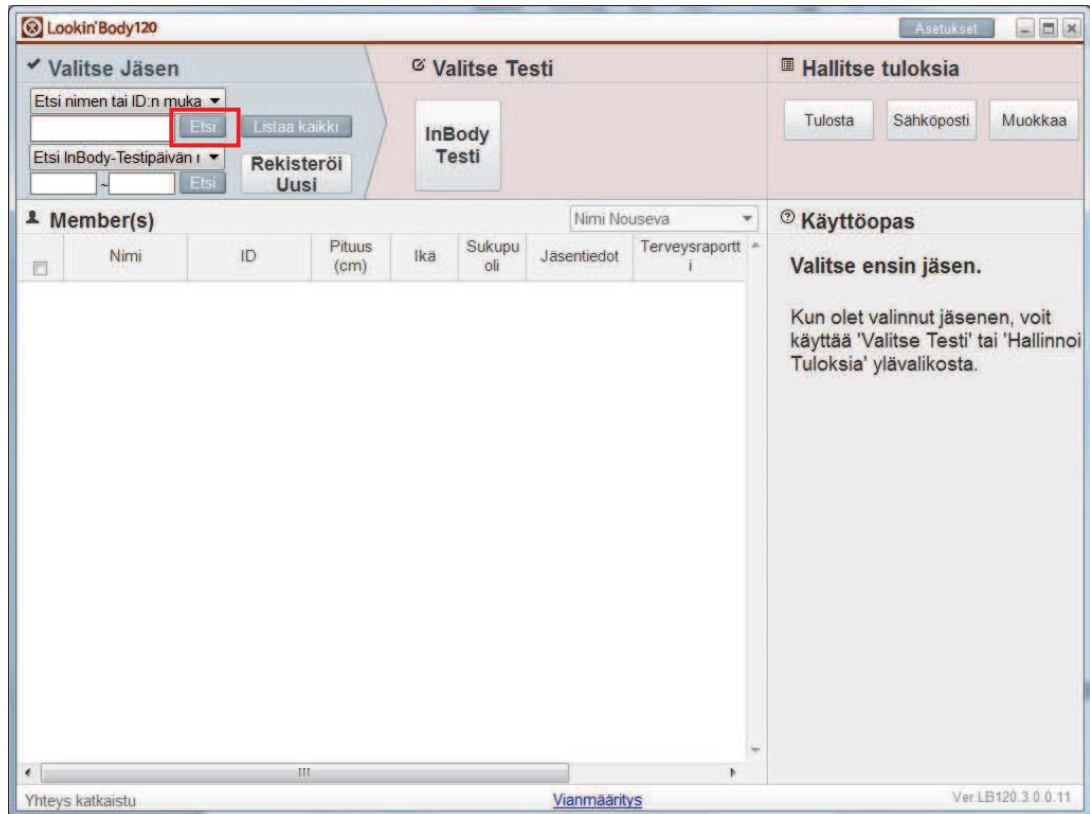 Lookin'Body120
Asetukset
Valitse Jäsen
Valitse Testi
Hallitse tuloksia
Etsi nimen tai ID:n muka
Etsi
Listaa kaikki
Etsi InBody-Testipäivän
~
Etsi
Rekisteröi
Uusi
InBody
Testi
Tulosta
Sähköposti
Muokkaa
Member(s)
Nimi Nouseva
Käyttöopas
Nimi
ID
Pituus
(cm)
Ikä
Sukupu
oli
Jäsentiedot
Terveysraportt
i
Valitse ensin jäsen.
Kun olet valinnut jäsenen, voit
käyttää 'Valitse Testi' tai 'Hallinnoi
Tuloksia' ylävalikosta.
Yhteys katkaistu
Vianmääritys
Ver.LB120.3.0.0.11